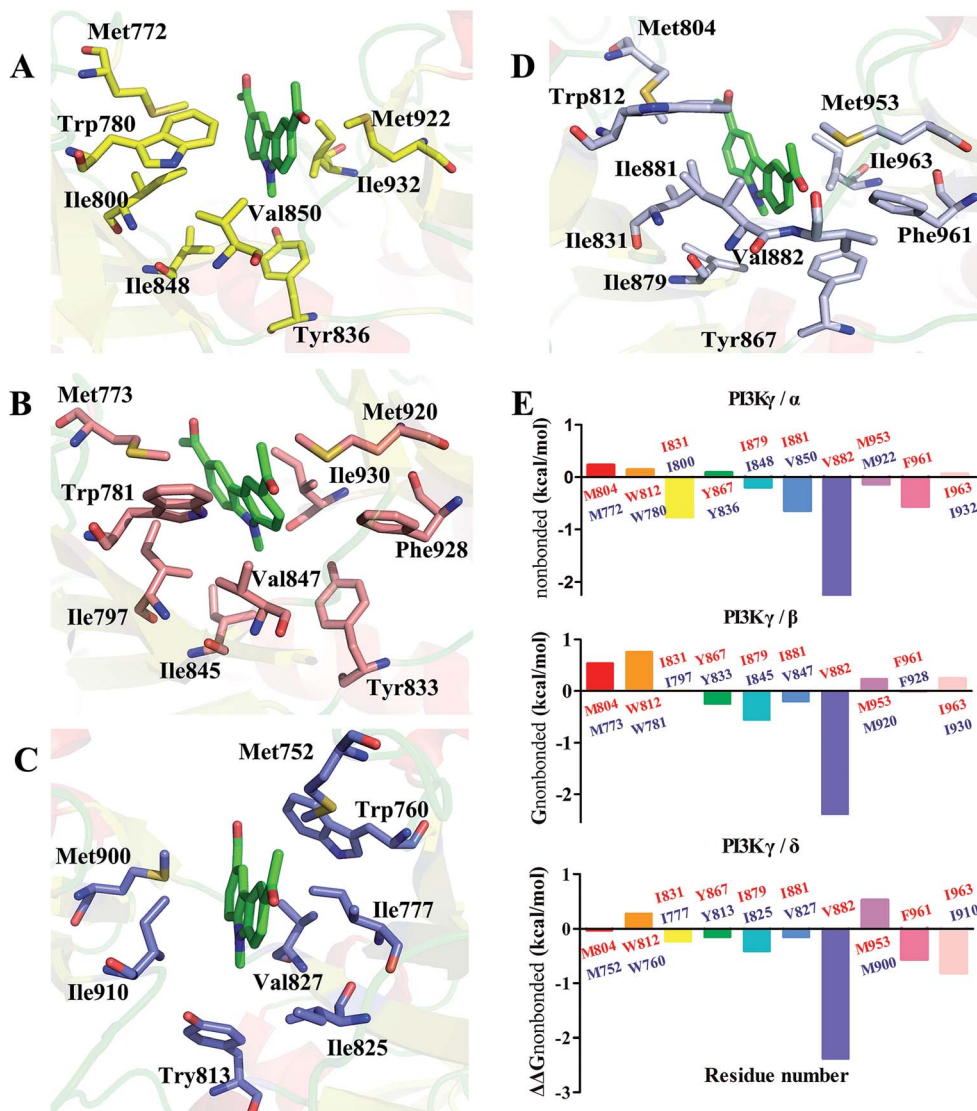 A
Met772
Trp780
Met922
Ile800
Ile932
Val850
Ile848
Tyr836
B
Met773
Met920
Ile930
Trp781
Phe928
Val847
Ile797
Ile845
Tyr833
C
Met752
Trp760
Met900
Ile777
Val827
Ile910
Ile825
Try813
D
Met804
Trp812
Met953
Ile881
Ile963
Phe961
Ile831
Val882
Ile879
Tyr867
E
PI3Kγ / α
nonbonded (kcal/mol)
1
0
-1
-2
I831 I879 I881 M953
I800 I848 V850 V882 M922 F961
M804 W812 Y867 I963
M772 W780 Y836 I932
PI3Kγ / β
Gnonbonded (kcal/mol)
1
0
-1
-2
I831 Y867 I879 I881 F961
I797 Y833 I845 V847 V882 F928
M804 W812 M953 I963
M773 W781 M920 I930
PI3Kγ / δ
ΔΔGnonbonded (kcal/mol)
1
0
-1
-2
-3
I831 Y867 I879 I881 I963
I777 Y813 I825 V827 V882 F961 I910
M804 W812 M953
M752 W760 M900
Residue number